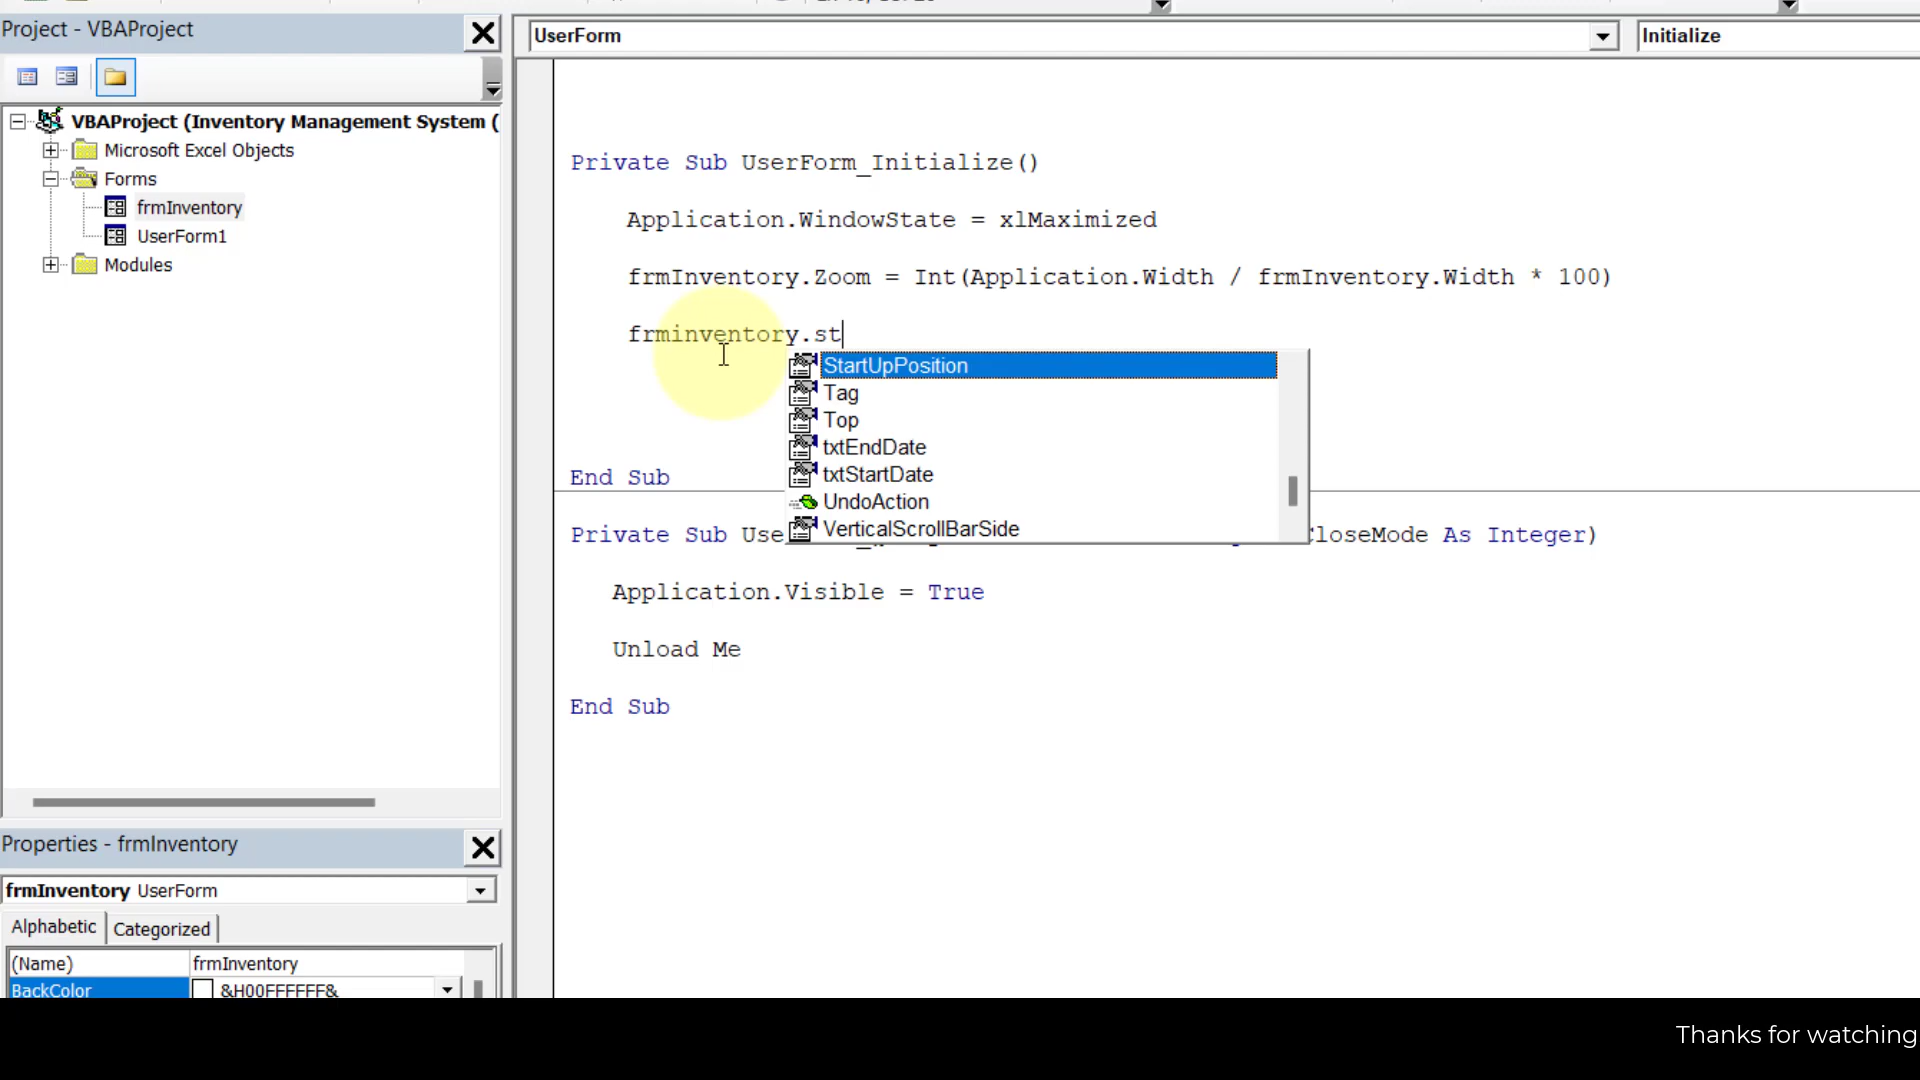 Project - VBAProject
VBAProject (Inventory Management System (
Microsoft Excel Objects
Forms
frmInventory
UserForm1
Modules
Properties - frmInventory
frmInventory UserForm
Alphabetic Categorized
(Name) frmInventory
BackColor &H00FFFFFF&
UserForm Initialize
Private Sub UserForm_Initialize()
Application.WindowState = xlMaximized
frmInventory.Zoom = Int(Application.Width / frmInventory.Width * 100)
frminventory.st
StartUpPosition
Tag
Top
txtEndDate
txtStartDate
UndoAction
VerticalScrollBarSide
End Sub
Private Sub Use CloseMode As Integer)
Application.Visible = True
Unload Me
End Sub
Thanks for watching